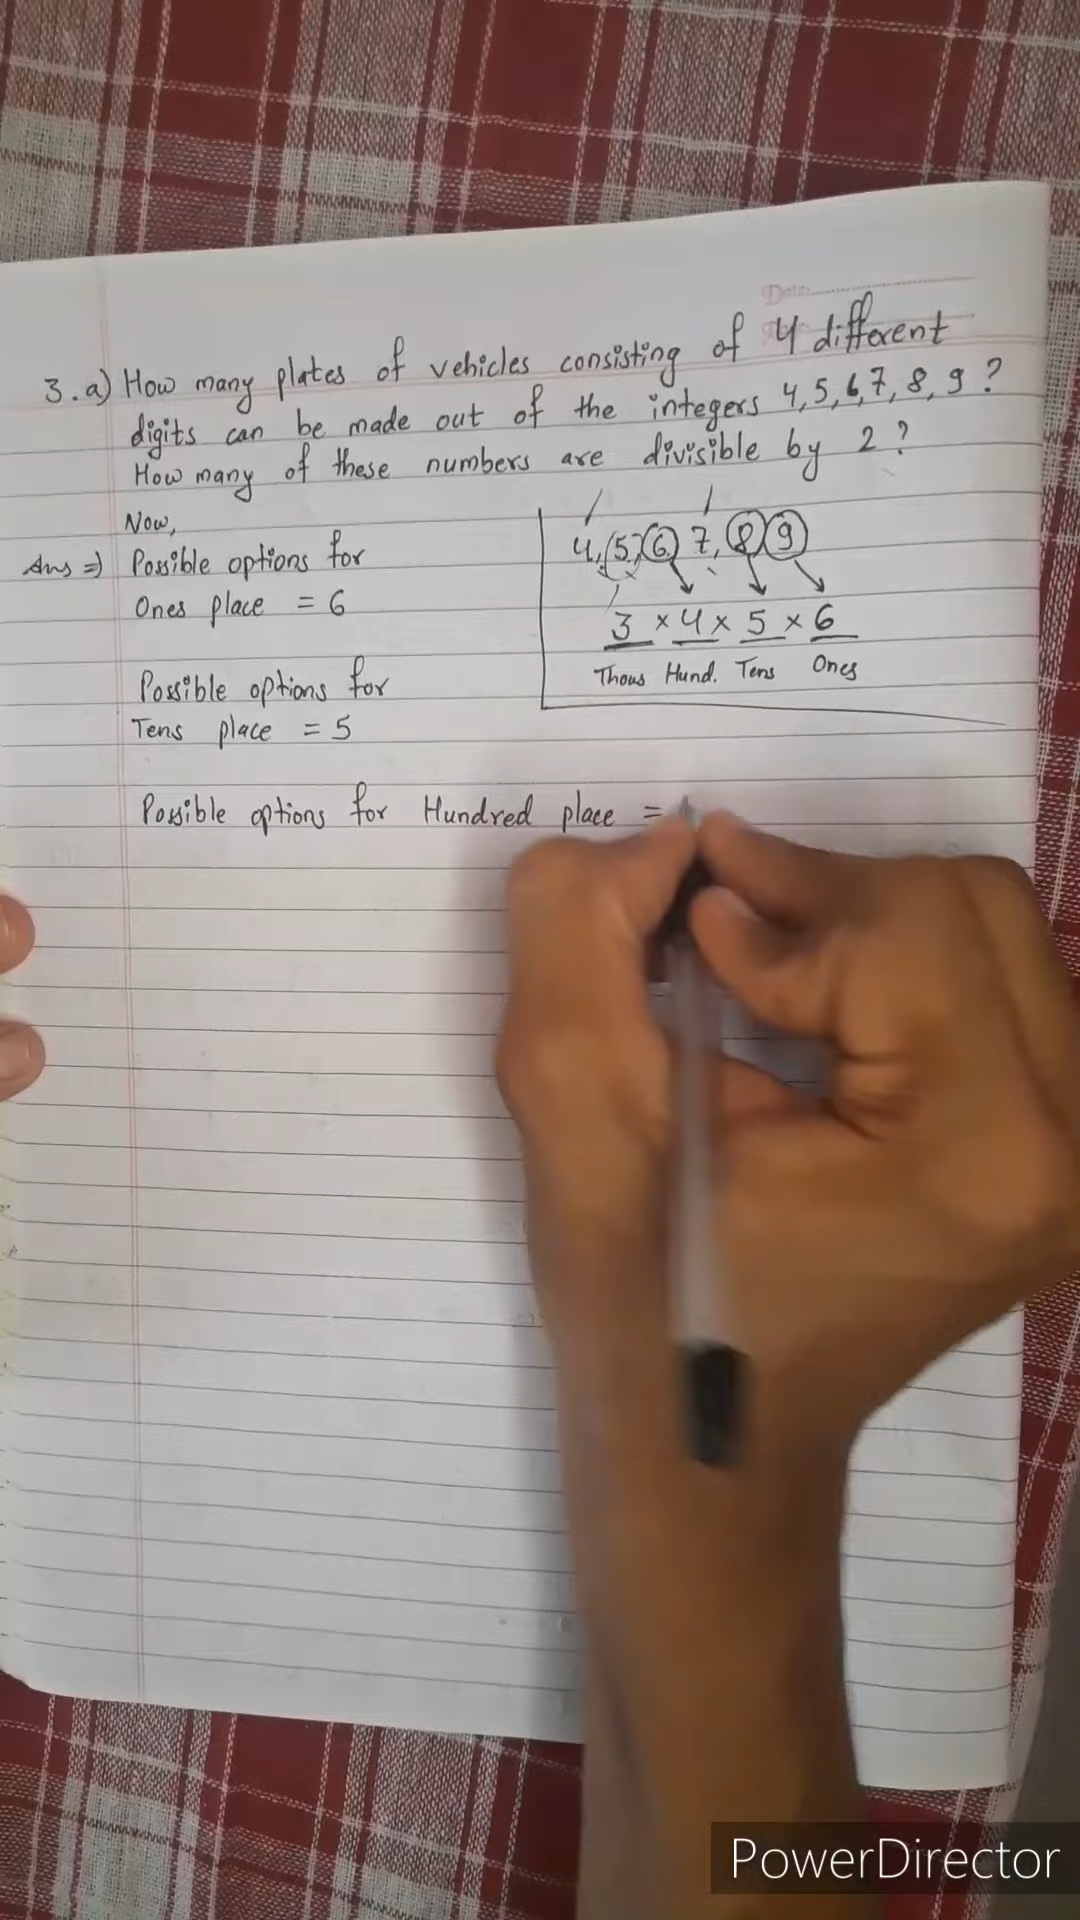 Date:
3. a) How many plates of vehicles consisting of 4 different
digits can be made out of the integers 4, 5, 6, 7, 8, 9 ?
How many of these numbers are divisible by 2 ?
Now,
Ans ⇒ Possible options for
Ones place = 6
Possible options for
Tens place = 5
Possible options for Hundred place =
4, 5, 6, 7, 8, 9
3 × 4 × 5 × 6
Thous Hund. Tens Ones
PowerDirector